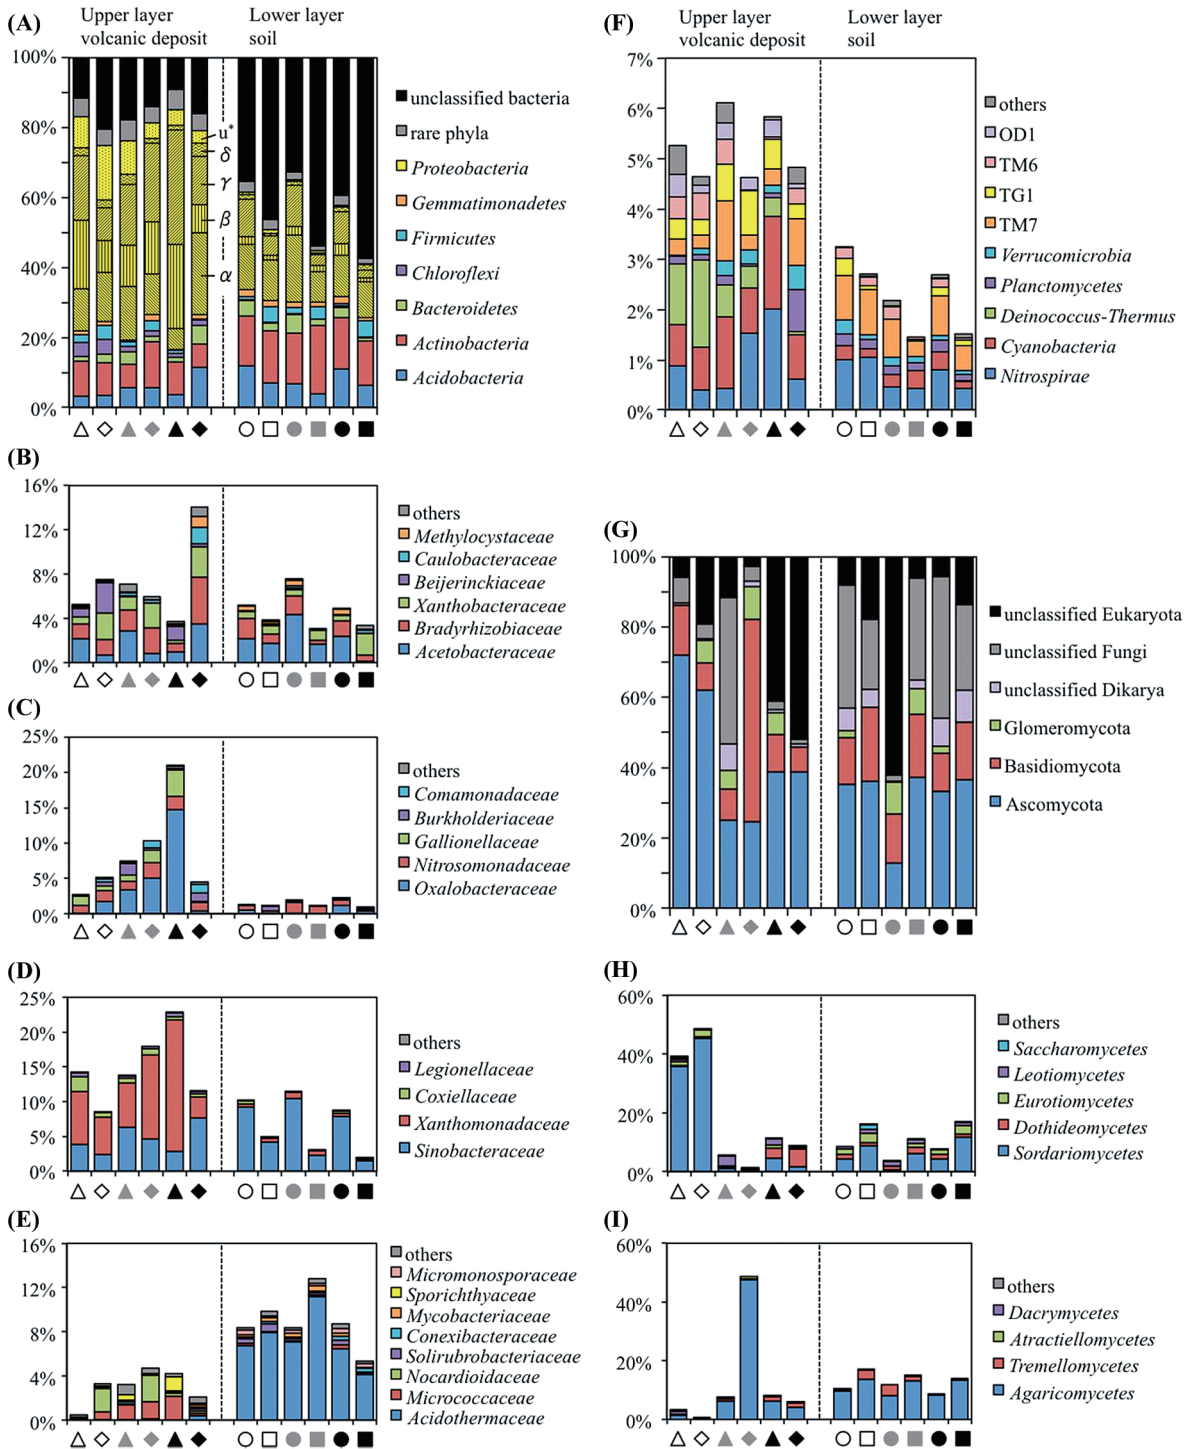 (A)
Upper layer
volcanic deposit
Lower layer
soil
100%
80%
60%
40%
20%
0%
u*
δ
γ
β
α
unclassified bacteria
rare phyla
Proteobacteria
Gemmatimonadetes
Firmicutes
Chloroflexi
Bacteroidetes
Actinobacteria
Acidobacteria
(B)
16%
12%
8%
4%
0%
others
Methylocystaceae
Caulobacteraceae
Beijerinckiaceae
Xanthobacteraceae
Bradyrhizobiaceae
Acetobacteraceae
(C)
25%
20%
15%
10%
5%
0%
others
Comamonadaceae
Burkholderiaceae
Gallionellaceae
Nitrosomonadaceae
Oxalobacteraceae
(D)
25%
20%
15%
10%
5%
0%
others
Legionellaceae
Coxiellaceae
Xanthomonadaceae
Sinobacteraceae
(E)
16%
12%
8%
4%
0%
others
Micromonosporaceae
Sporichthyaceae
Mycobacteriaceae
Conexibacteraceae
Solirubrobacteriaceae
Nocardioidaceae
Micrococcaceae
Acidothermaceae
(F)
Upper layer
volcanic deposit
Lower layer
soil
7%
6%
5%
4%
3%
2%
1%
0%
others
OD1
TM6
TG1
TM7
Verrucomicrobia
Planctomycetes
Deinococcus-Thermus
Cyanobacteria
Nitrospirae
(G)
100%
80%
60%
40%
20%
0%
unclassified Eukaryota
unclassified Fungi
unclassified Dikarya
Glomeromycota
Basidiomycota
Ascomycota
(H)
60%
40%
20%
0%
others
Saccharomycetes
Leotiomycetes
Eurotiomycetes
Dothideomycetes
Sordariomycetes
(I)
60%
40%
20%
0%
others
Dacrymycetes
Atractiellomycetes
Tremellomycetes
Agaricomycetes